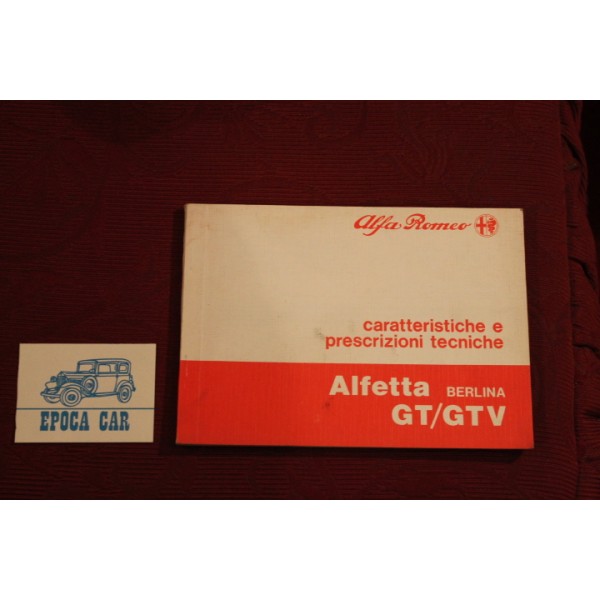 Alfa Romeo
caratteristiche e
prescrizioni tecniche
Alfetta BERLINA
GT/GTV
EPOCA CAR